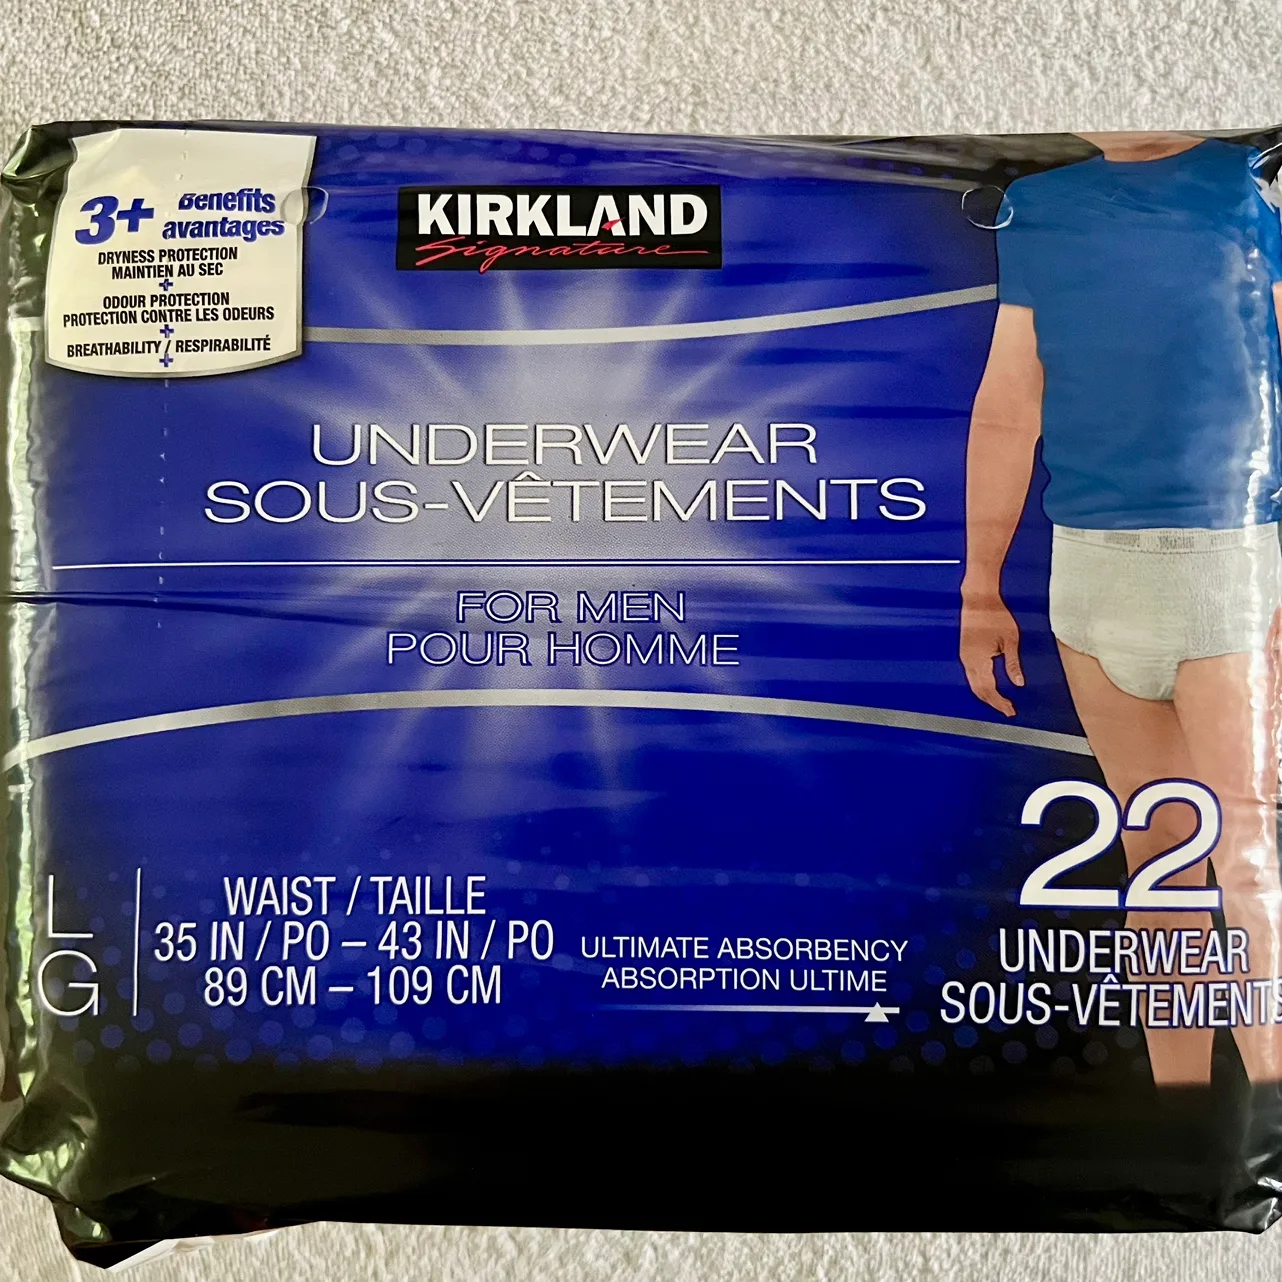 3+ Benefits
avantages
DRYNESS PROTECTION
MAINTIEN AU SEC
+
ODOUR PROTECTION
PROTECTION CONTRE LES ODEURS
+
BREATHABILITY / RESPIRABILITÉ
+
KIRKLAND
Signature
UNDERWEAR
SOUS-VÊTEMENTS
FOR MEN
POUR HOMME
L
G
WAIST / TAILLE
35 IN / PO – 43 IN / PO
89 CM – 109 CM
ULTIMATE ABSORBENCY
ABSORPTION ULTIME
22
UNDERWEAR
SOUS-VÊTEMENTS